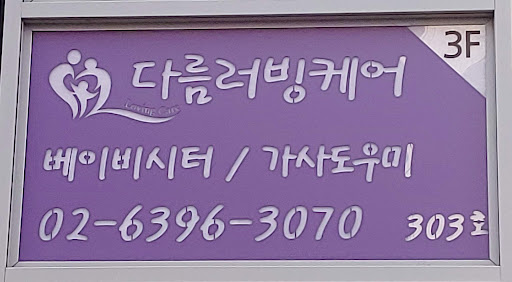 다름러빙케어
3F
Loving Care
베이비시터 / 가사도우미
02-6396-3070
303호